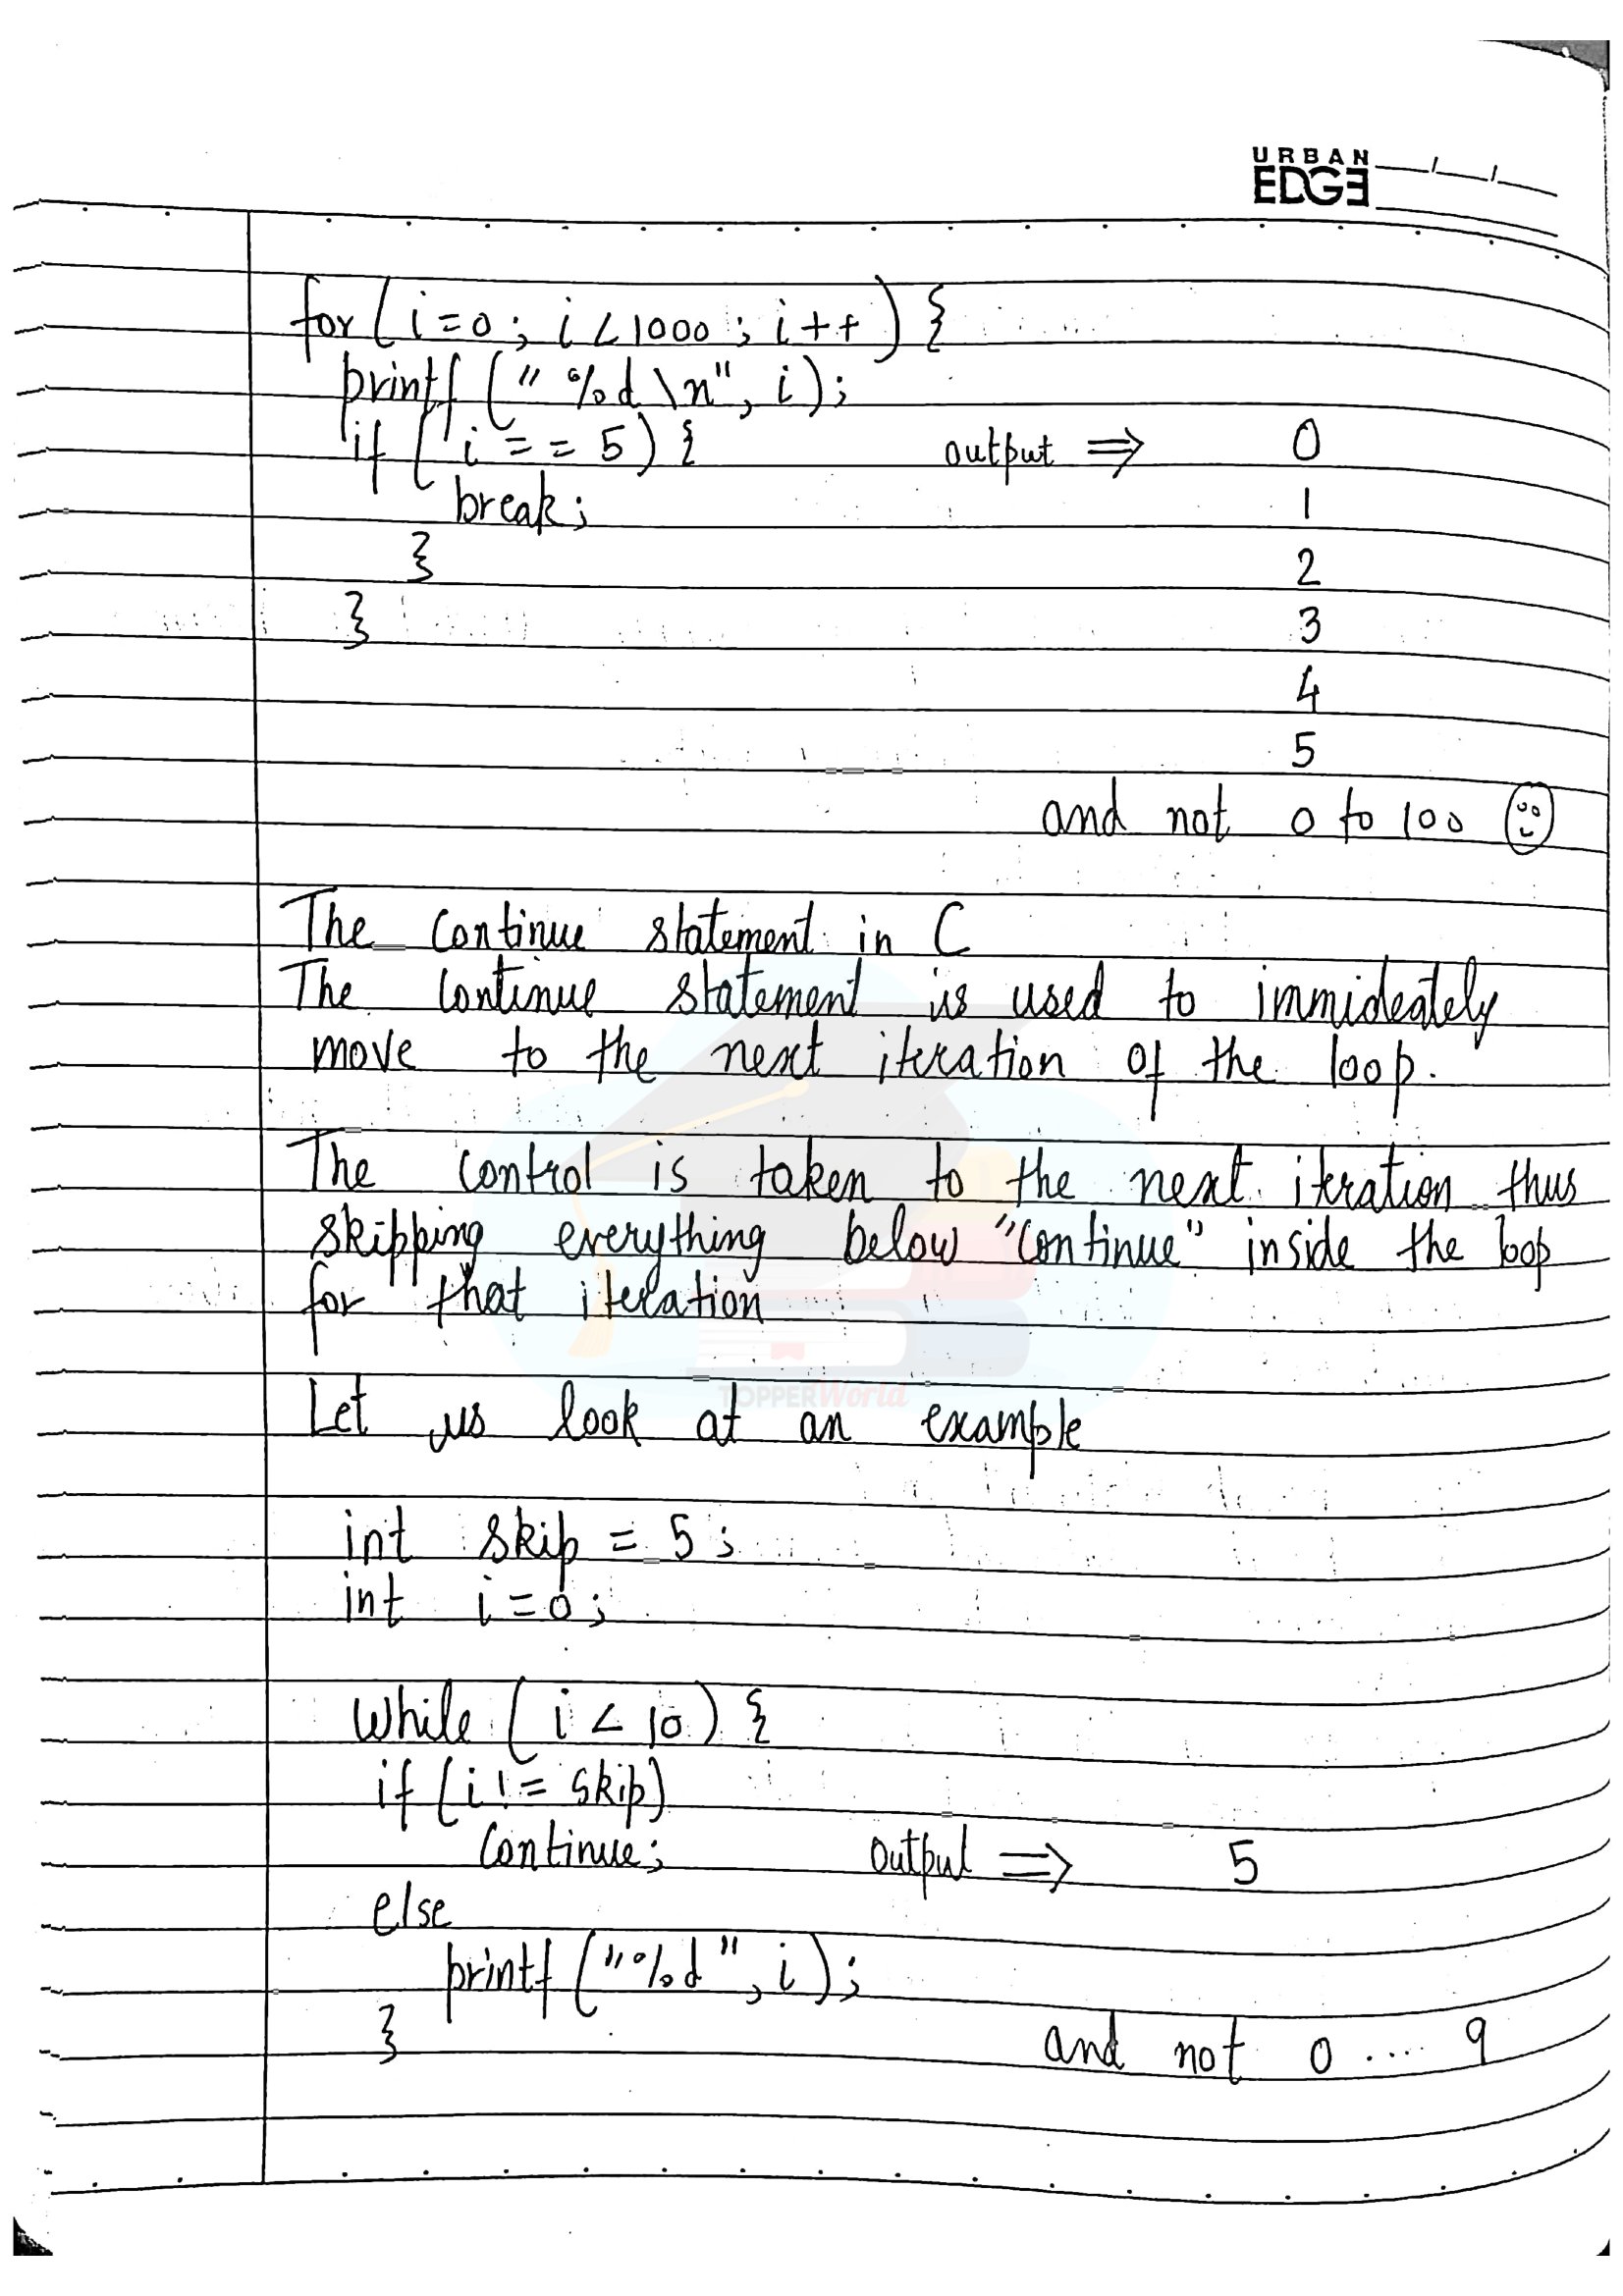 URBAN
EDGE
for (i=0; i<1000; i++) {
printf ("%d\n", i);
if (i == 5) { output ⇒ 0
break; 1
} 2
} 3
4
5
and not 0 to 100
The continue statement in C
The continue statement is used to immideately
move to the next iteration of the loop.
The control is taken to the next iteration thus
skipping everything below "continue" inside the loop
for that iteration
TOPPERWorld
Let us look at an example
int skip = 5;
int i=0;
while (i < 10) {
if (i != skip)
continue; Output ⇒ 5
else
printf ("%d", i);
} and not 0 .... 9